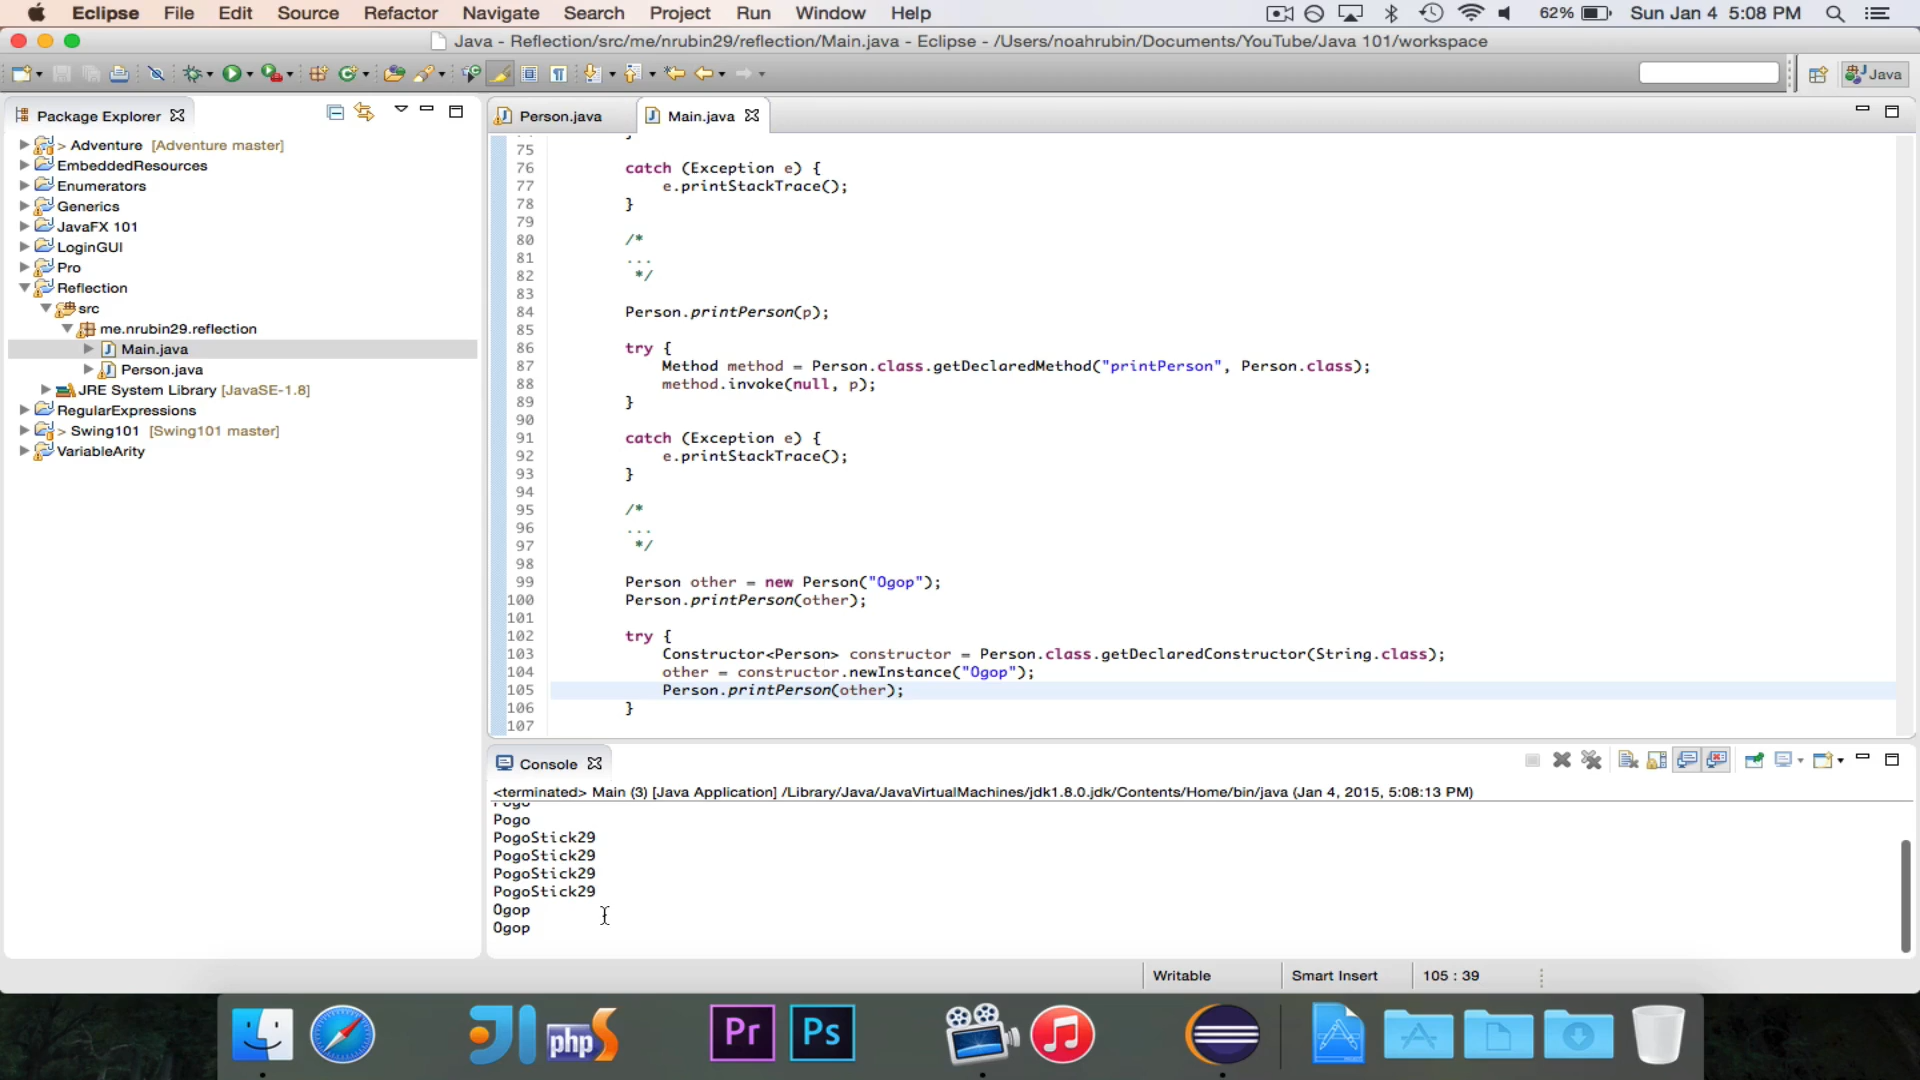 Eclipse File Edit Source Refactor Navigate Search Project Run Window Help 62% Sun Jan 4 5:08 PM
Java - Reflection/src/me/nrubin29/reflection/Main.java - Eclipse - /Users/noahrubin/Documents/YouTube/Java 101/workspace
Java
Package Explorer
> Adventure [Adventure master]
EmbeddedResources
Enumerators
Generics
JavaFX 101
LoginGUI
Pro
Reflection
src
me.nrubin29.reflection
Main.java
Person.java
JRE System Library [JavaSE-1.8]
RegularExpressions
> Swing101 [Swing101 master]
VariableArity
Person.java Main.java
75
76 catch (Exception e) {
77 e.printStackTrace();
78 }
79
80 /*
81 ...
82 */
83
84 Person.printPerson(p);
85
86 try {
87 Method method = Person.class.getDeclaredMethod("printPerson", Person.class);
88 method.invoke(null, p);
89 }
90
91 catch (Exception e) {
92 e.printStackTrace();
93 }
94
95 /*
96 ...
97 */
98
99 Person other = new Person("Ogop");
100 Person.printPerson(other);
101
102 try {
103 Constructor<Person> constructor = Person.class.getDeclaredConstructor(String.class);
104 other = constructor.newInstance("Ogop");
105 Person.printPerson(other);
106 }
107
Console
<terminated> Main (3) [Java Application] /Library/Java/JavaVirtualMachines/jdk1.8.0.jdk/Contents/Home/bin/java (Jan 4, 2015, 5:08:13 PM)
Pogo
PogoStick29
PogoStick29
PogoStick29
PogoStick29
Ogop
Ogop
Writable Smart Insert 105 : 39
php Pr Ps